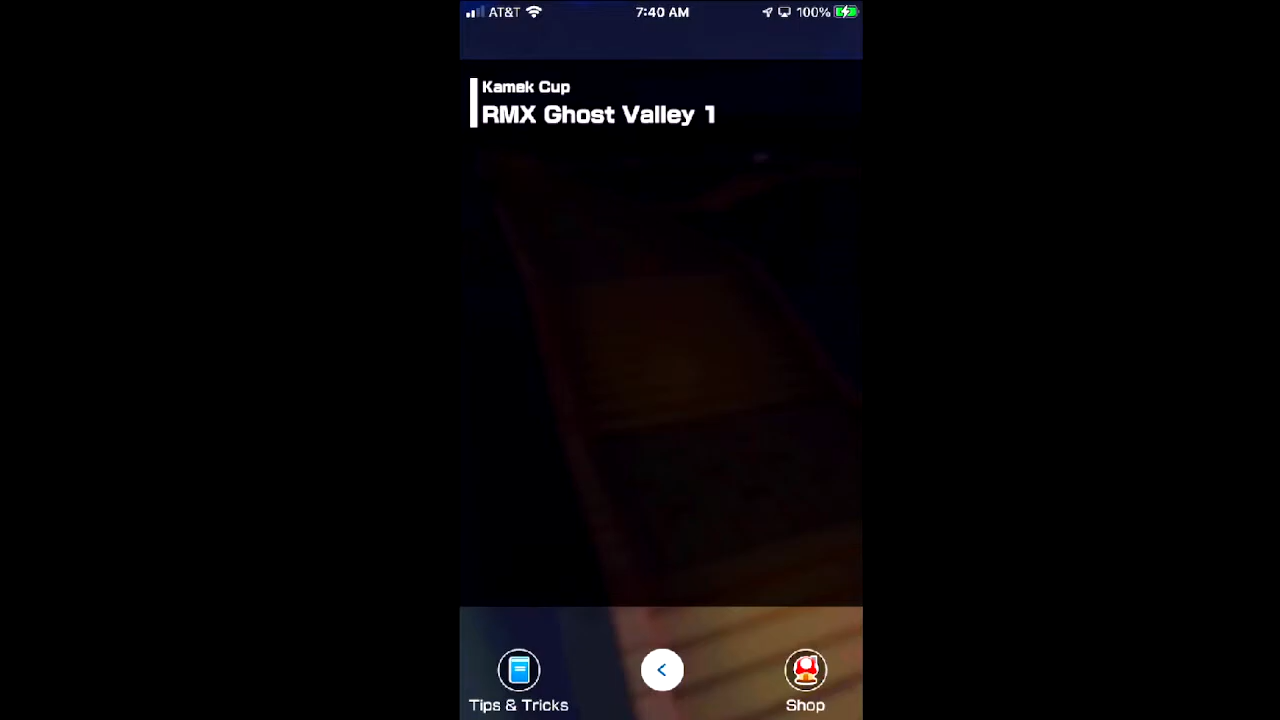 AT&T
7:40 AM
100%
Kamek Cup
RMX Ghost Valley 1
Tips & Tricks
Shop